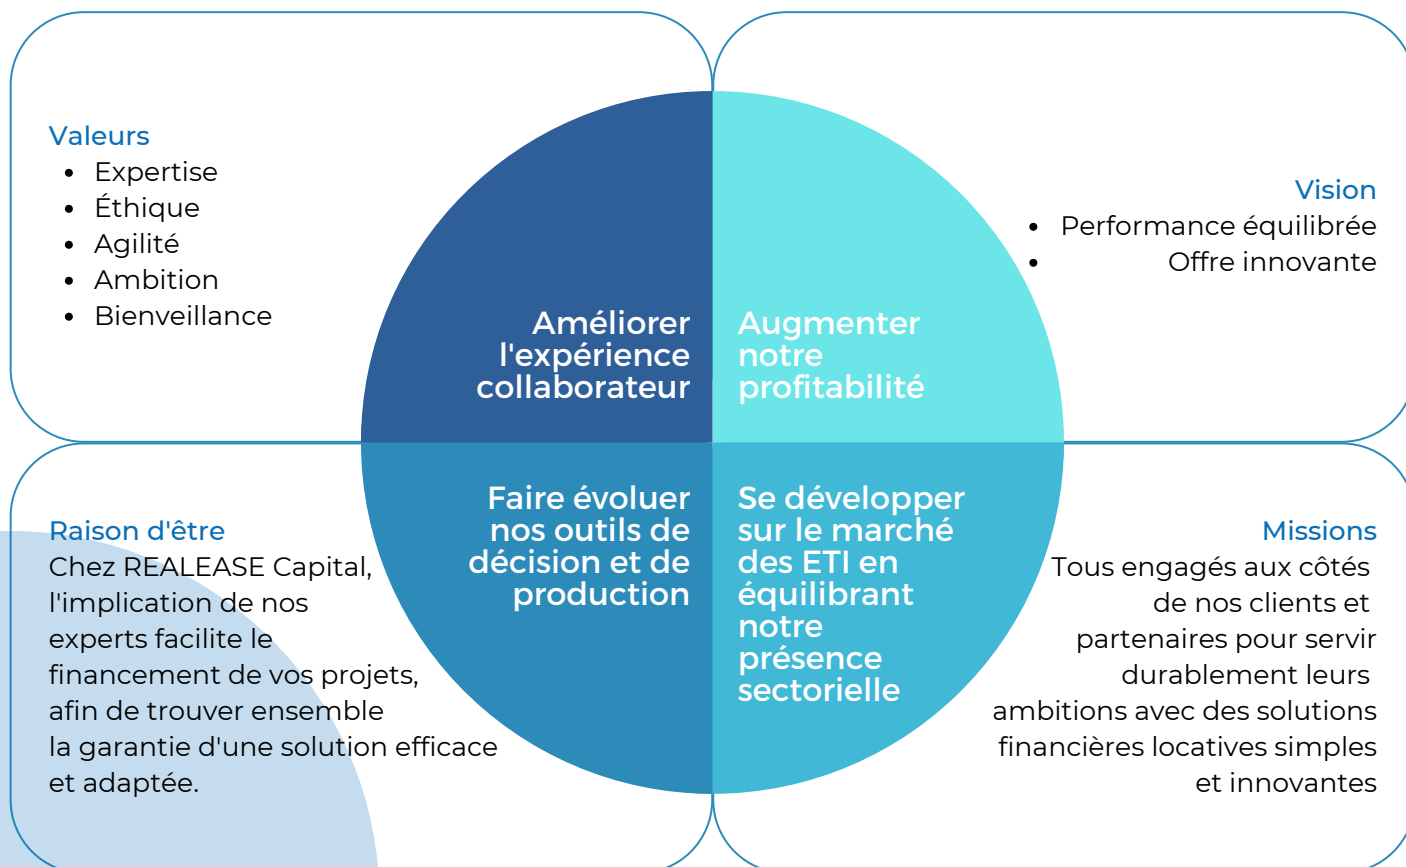 Valeurs
• Expertise
• Éthique
• Agilité
• Ambition
• Bienveillance
Vision
• Performance équilibrée
• Offre innovante
Améliorer
l'expérience
collaborateur
Augmenter
notre
profitabilité
Faire évoluer
nos outils de
décision et de
production
Se développer
sur le marché
des ETI en
équilibrant
notre
présence
sectorielle
Raison d'être
Chez REALEASE Capital,
l'implication de nos
experts facilite le
financement de vos projets,
afin de trouver ensemble
la garantie d'une solution efficace
et adaptée.
Missions
Tous engagés aux côtés
de nos clients et
partenaires pour servir
durablement leurs
ambitions avec des solutions
financières locatives simples
et innovantes